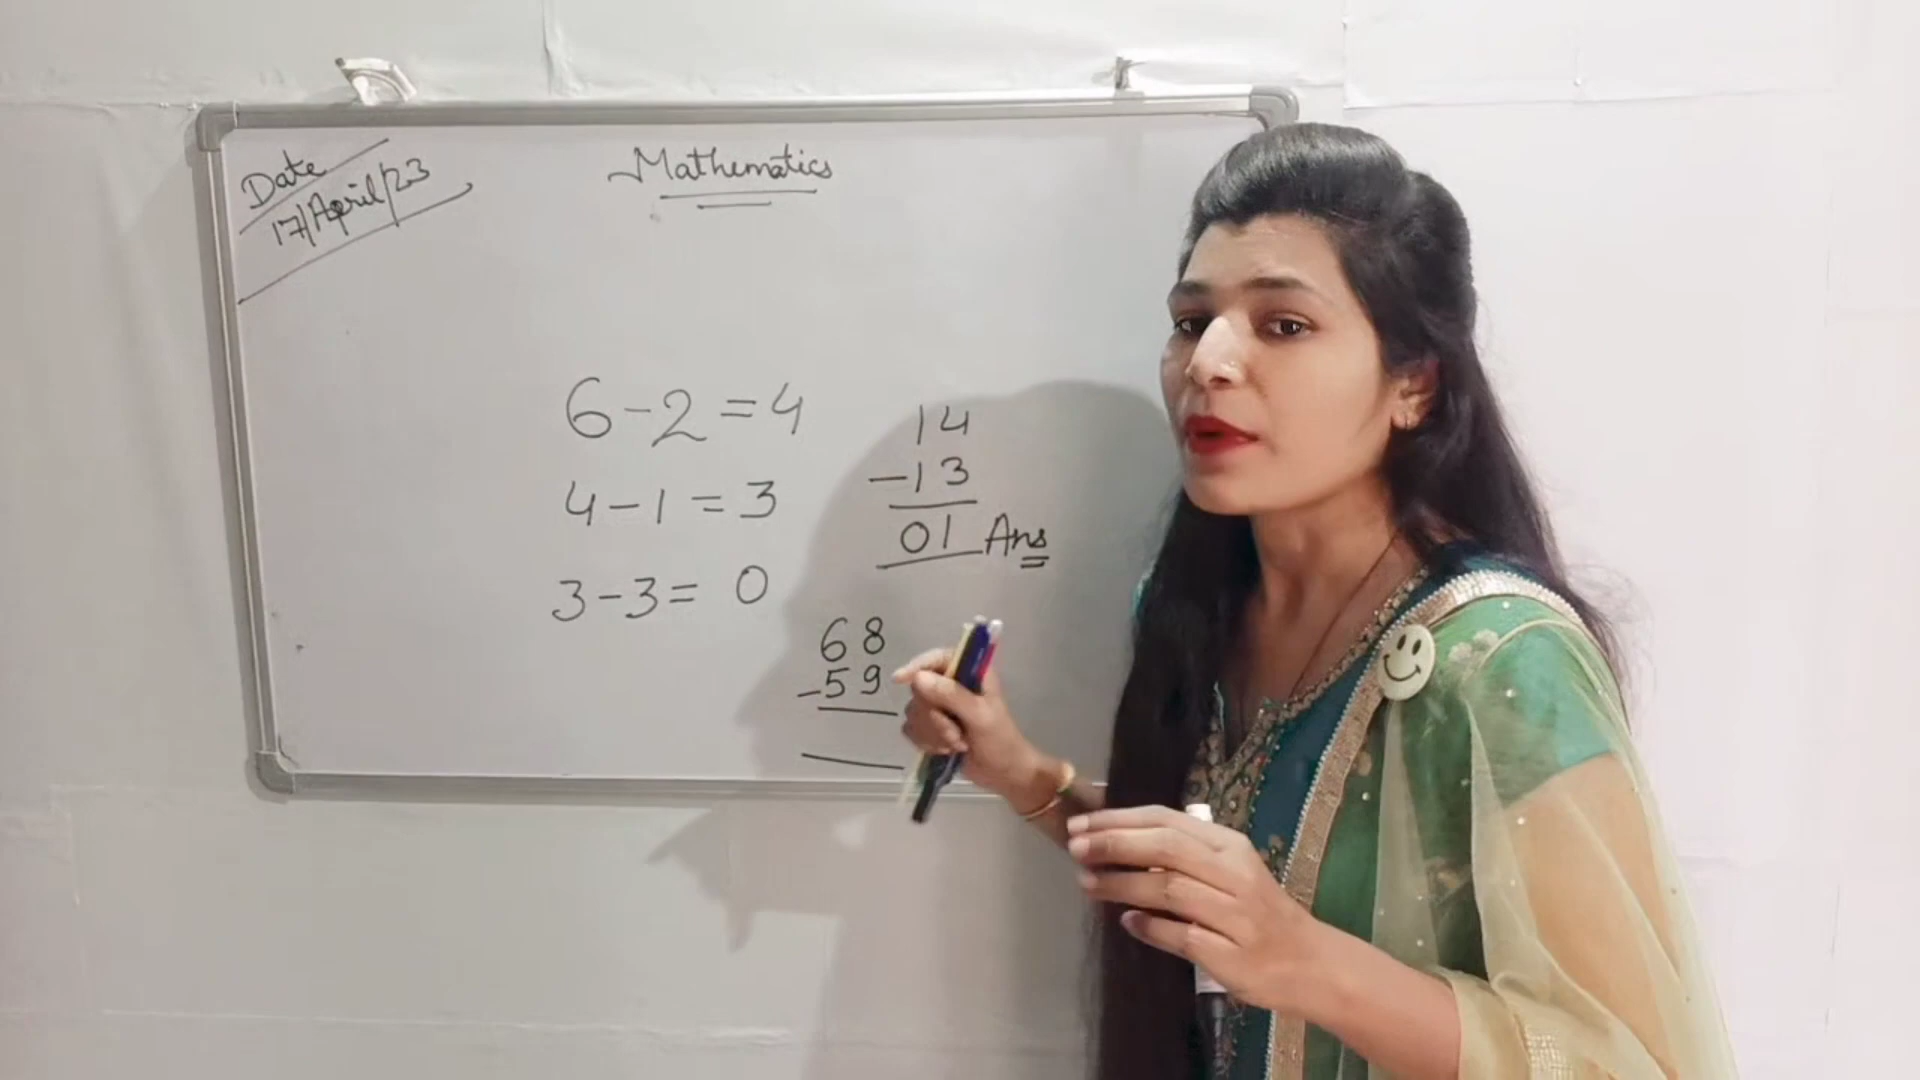 Date
17/April/23
Mathematics
6-2=4
4-1=3
3-3=0
14
-13
01 Ans
68
-59